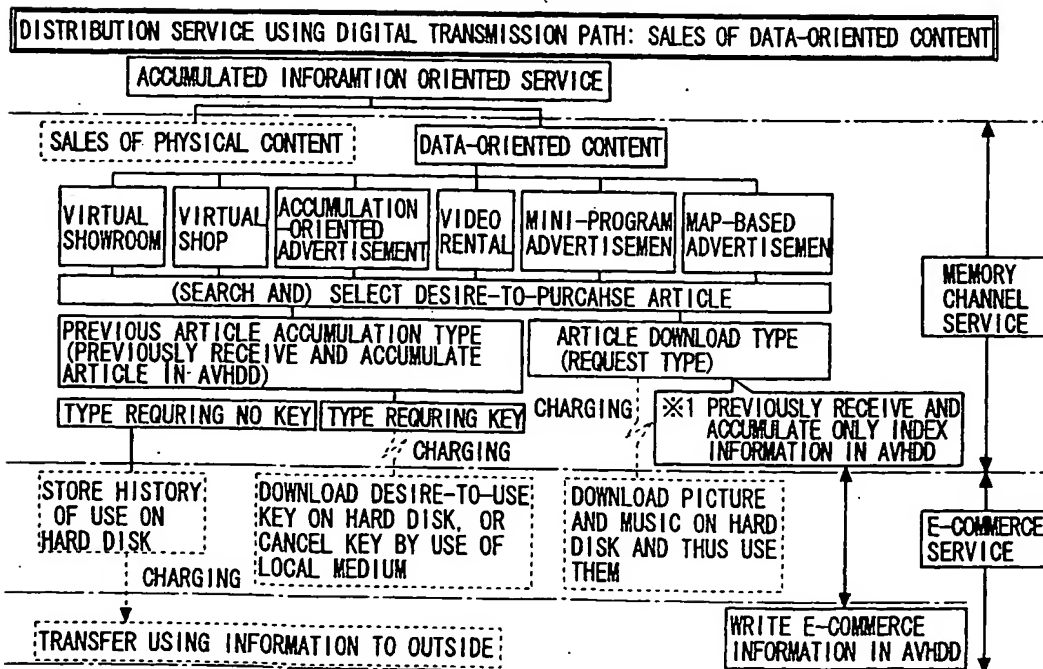 DISTRIBUTION SERVICE USING DIGITAL TRANSMISSION PATH: SALES OF DATA-ORIENTED CONTENT
ACCUMULATED INFORAMTION ORIENTED SERVICE
SALES OF PHYSICAL CONTENT
DATA-ORIENTED CONTENT
VIRTUAL
SHOWROOM
VIRTUAL
SHOP
ACCUMULATION
-ORIENTED
ADVERTISEMENT
VIDEO
RENTAL
MINI-PROGRAM
ADVERTISEMEN
MAP-BASED
ADVERTISEMEN
(SEARCH AND) SELECT DESIRE-TO-PURCAHSE ARTICLE
MEMORY
CHANNEL
SERVICE
PREVIOUS ARTICLE ACCUMULATION TYPE
(PREVIOUSLY RECEIVE AND ACCUMULATE
ARTICLE IN AVHDD)
ARTICLE DOWNLOAD TYPE
(REQUEST TYPE)
TYPE REQURING NO KEY
TYPE REQURING KEY
CHARGING
CHARGING
※1 PREVIOUSLY RECEIVE AND
ACCUMULATE ONLY INDEX
INFORMATION IN AVHDD
STORE HISTORY
OF USE ON
HARD DISK
DOWNLOAD DESIRE-TO-USE
KEY ON HARD DISK, OR
CANCEL KEY BY USE OF
LOCAL MEDIUM
DOWNLOAD PICTURE
AND MUSIC ON HARD
DISK AND THUS USE
THEM
E-COMMERCE
SERVICE
CHARGING
TRANSFER USING INFORMATION TO OUTSIDE
WRITE E-COMMERCE
INFORMATION IN AVHDD